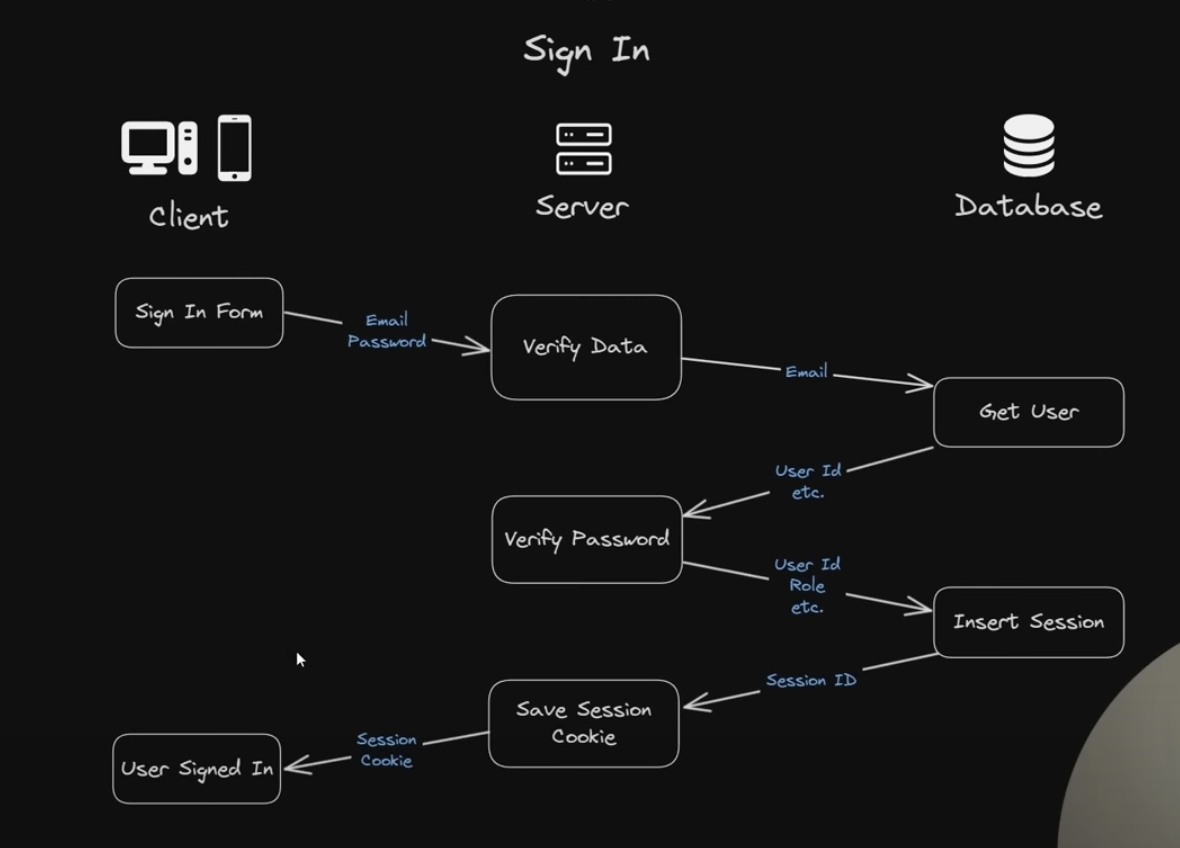 Sign In
Client
Server
Database
Sign In Form
Email
Password
Verify Data
Email
Get User
User Id
etc.
Verify Password
User Id
Role
etc.
Insert Session
Session ID
Save Session
Cookie
Session
Cookie
User Signed In